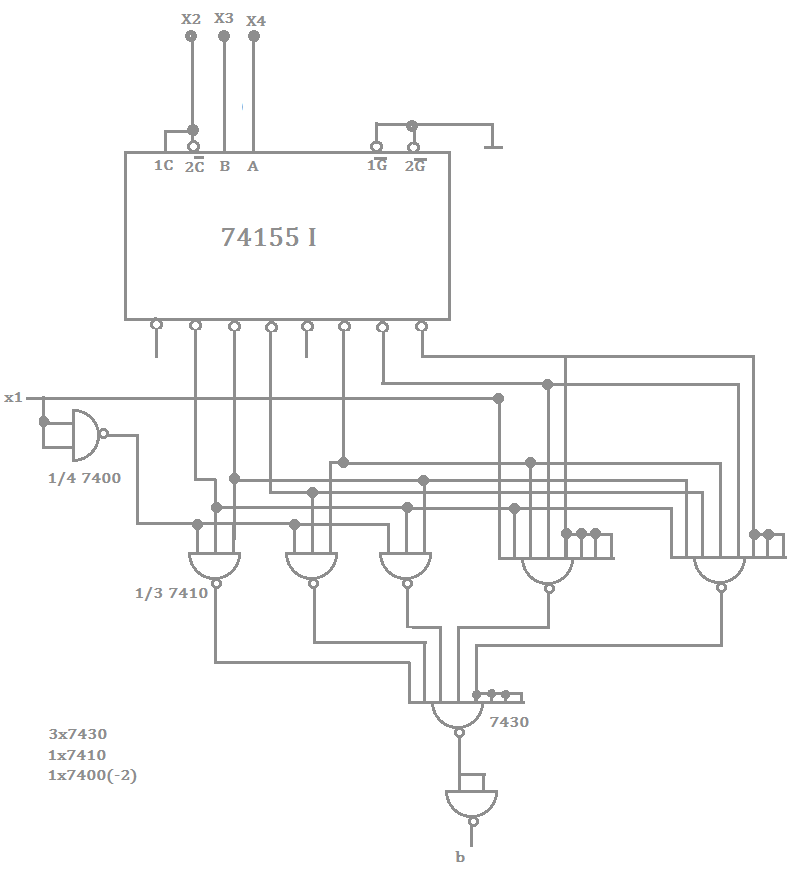 X2 X3 X4
1C 2C̅ B A 1G̅ 2G̅
74155 I
x1
1/4 7400
1/3 7410
7430
3x7430
1x7410
1x7400(-2)
b